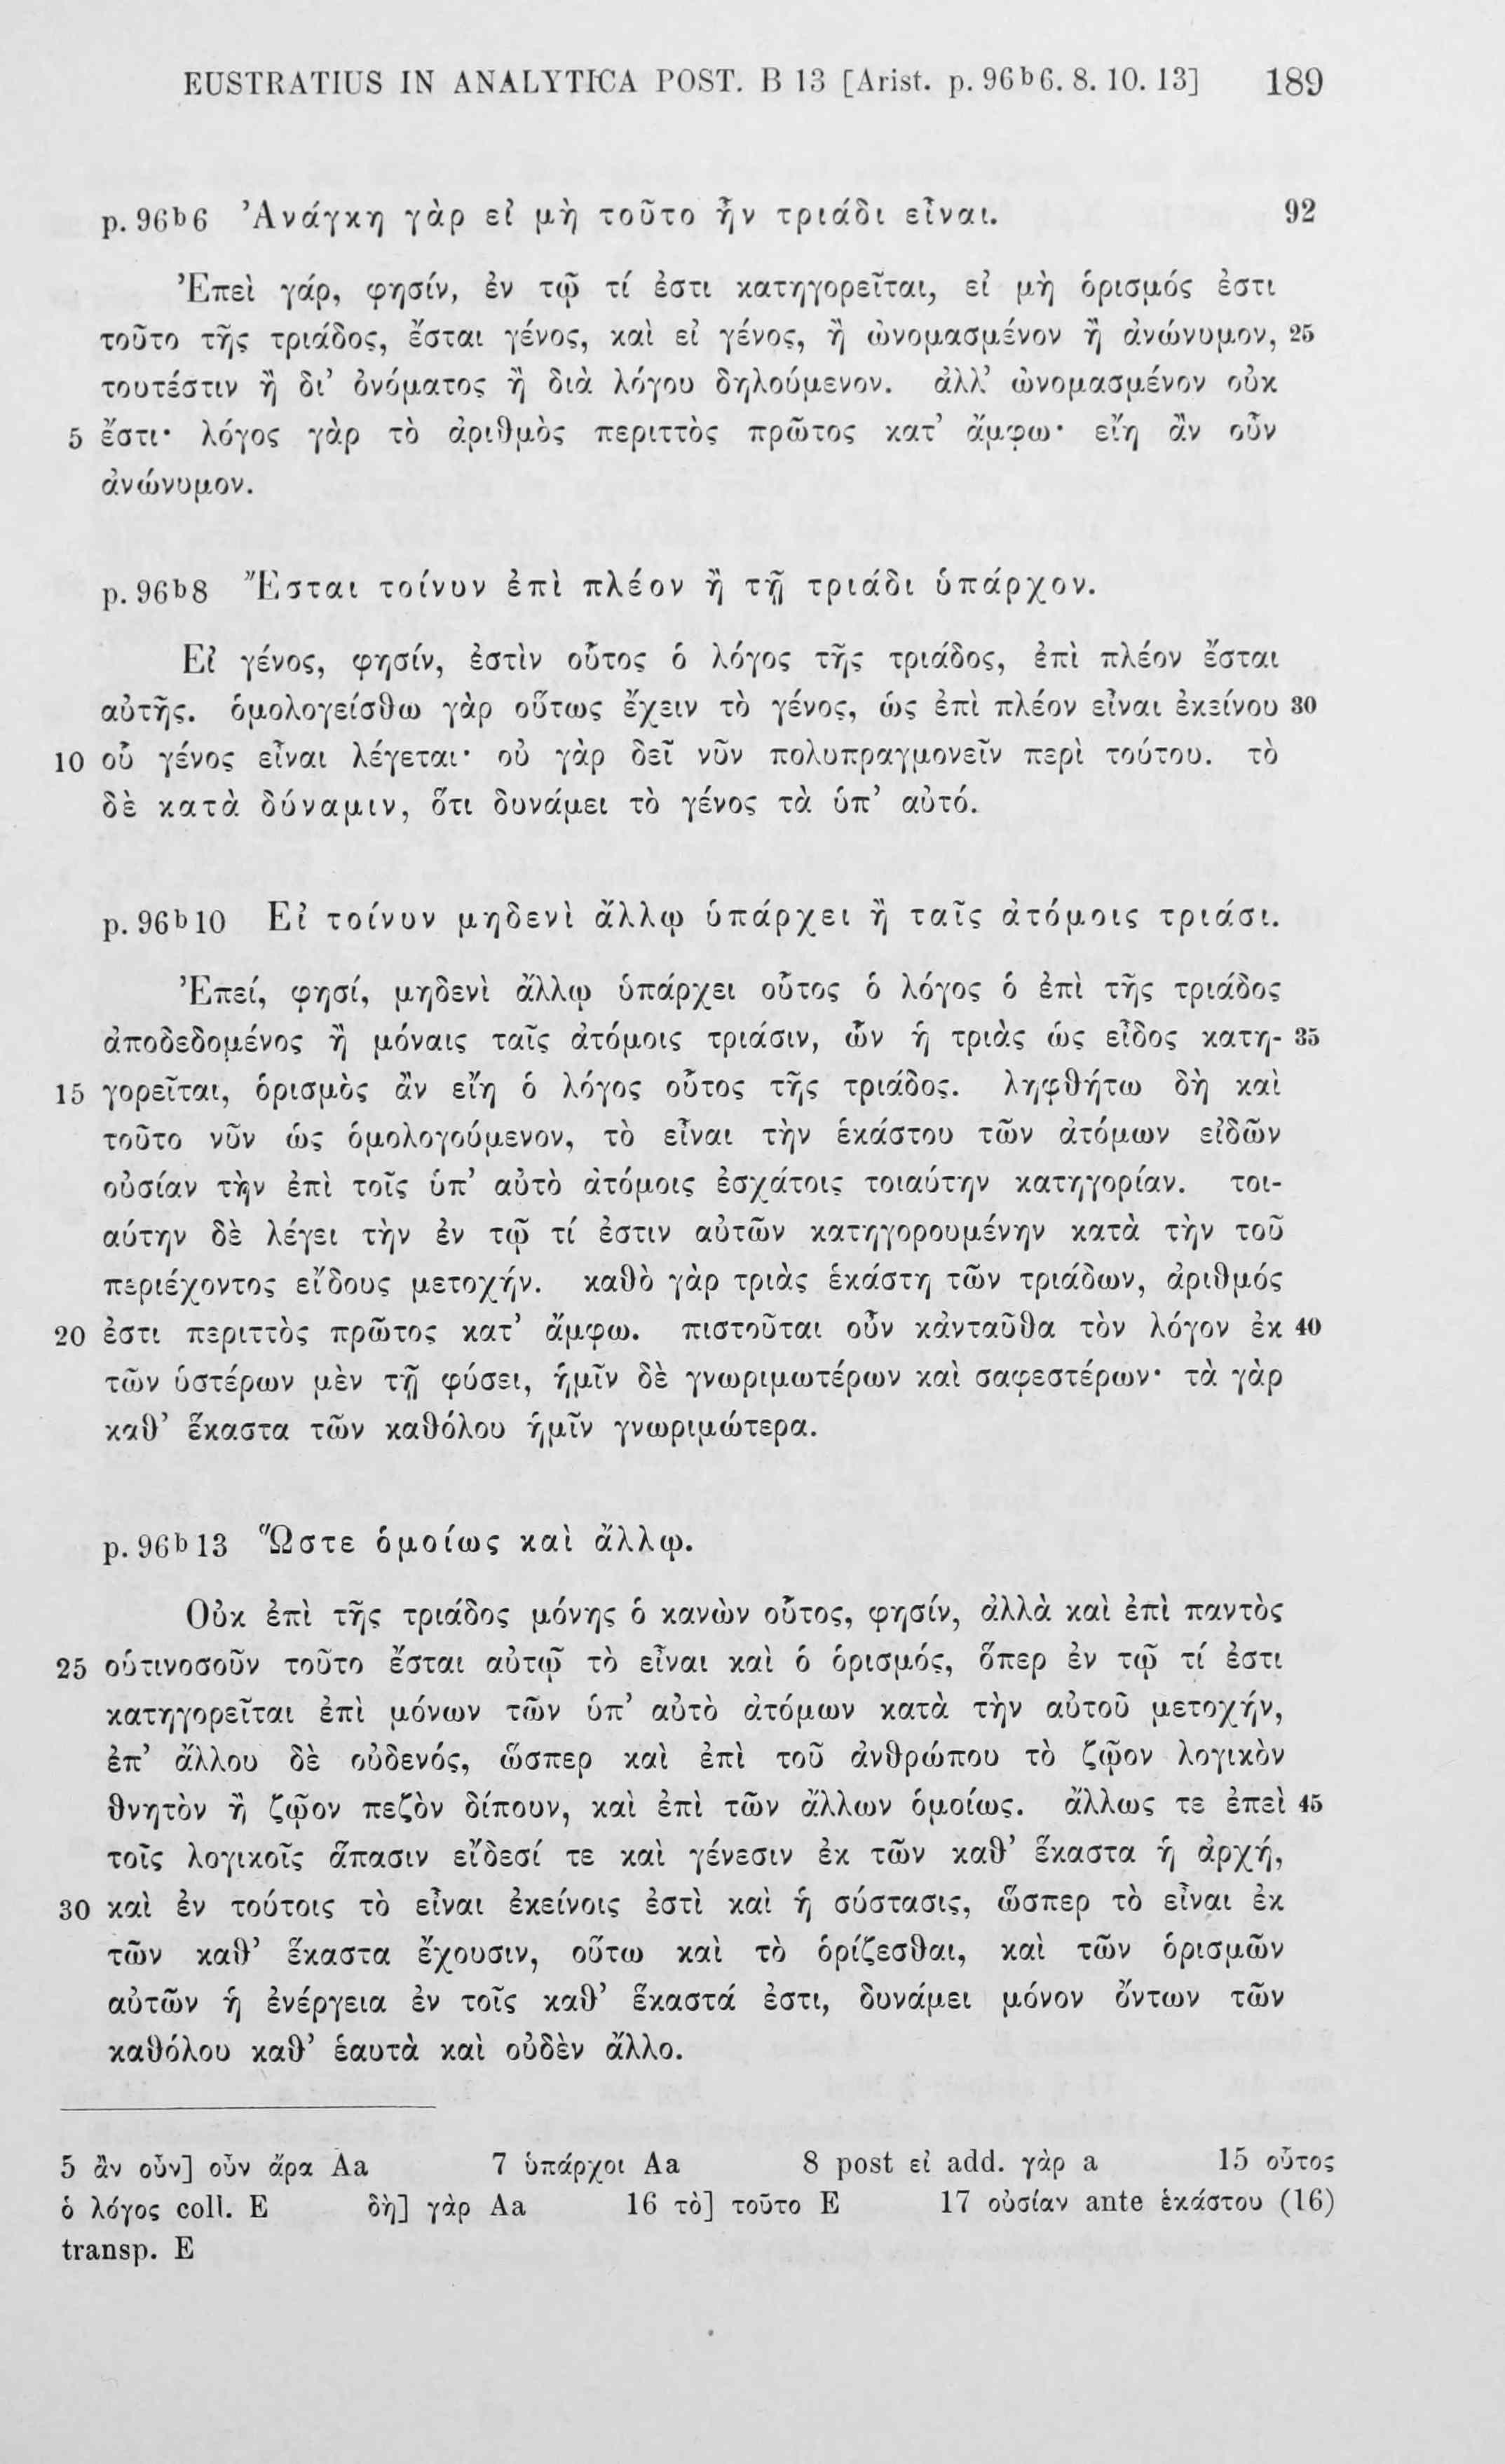 EUSTRATIUS IN ANALYTICA POST. B 13 [Arist. p. 96b6. 8. 10. 13] 189
p. 96b6 Ἀνάγκη γὰρ εἰ μὴ τοῦτο ἦν τριάδι εἶναι. 92
Ἐπεὶ γάρ, φησίν, ἐν τῷ τί ἐστι κατηγορεῖται, εἰ μὴ ὁρισμός ἐστι
τοῦτο τῆς τριάδος, ἔσται γένος, καὶ εἰ γένος, ἢ ὠνομασμένον ἢ ἀνώνυμον, 25
τουτέστιν ἢ δι’ ὀνόματος ἢ διὰ λόγου δηλούμενον. ἀλλ’ ὠνομασμένον οὐκ
5 ἔστι· λόγος γὰρ τὸ ἀριθμὸς περιττὸς πρῶτος κατ’ ἄμφω· εἴη ἂν οὖν
ἀνώνυμον.
p. 96b8 Ἔσται τοίνυν ἐπὶ πλέον ἢ τῇ τριάδι ὑπάρχον.
Εἰ γένος, φησίν, ἐστὶν οὗτος ὁ λόγος τῆς τριάδος, ἐπὶ πλέον ἔσται
αὐτῆς. ὁμολογείσθω γὰρ οὕτως ἔχειν τὸ γένος, ὡς ἐπὶ πλέον εἶναι ἐκείνου 30
10 οὗ γένος εἶναι λέγεται· οὐ γὰρ δεῖ νῦν πολυπραγμονεῖν περὶ τούτου. τὸ
δὲ κατὰ δύναμιν, ὅτι δυνάμει τὸ γένος τὰ ὑπ’ αὐτό.
p. 96b10 Εἰ τοίνυν μηδενὶ ἄλλῳ ὑπάρχει ἢ ταῖς ἀτόμοις τριάσι.
Ἐπεί, φησί, μηδενὶ ἄλλῳ ὑπάρχει οὗτος ὁ λόγος ὁ ἐπὶ τῆς τριάδος
ἀποδεδομένος ἢ μόναις ταῖς ἀτόμοις τριάσιν, ὧν ἡ τριὰς ὡς εἶδος κατη- 35
15 γορεῖται, ὁρισμὸς ἂν εἴη ὁ λόγος οὗτος τῆς τριάδος. ληφθήτω δὴ καὶ
τοῦτο νῦν ὡς ὁμολογούμενον, τὸ εἶναι τὴν ἑκάστου τῶν ἀτόμων εἰδῶν
οὐσίαν τὴν ἐπὶ τοῖς ὑπ’ αὐτὸ ἀτόμοις ἐσχάτοις τοιαύτην κατηγορίαν. τοι-
αύτην δὲ λέγει τὴν ἐν τῷ τί ἐστιν αὐτῶν κατηγορουμένην κατὰ τὴν τοῦ
περιέχοντος εἴδους μετοχήν. καθὸ γὰρ τριὰς ἑκάστη τῶν τριάδων, ἀριθμός
20 ἐστι περιττὸς πρῶτος κατ’ ἄμφω. πιστοῦται οὖν κἀνταῦθα τὸν λόγον ἐκ 40
τῶν ὑστέρων μὲν τῇ φύσει, ἡμῖν δὲ γνωριμωτέρων καὶ σαφεστέρων· τὰ γὰρ
καθ’ ἕκαστα τῶν καθόλου ἡμῖν γνωριμώτερα.
p. 96b13 Ὥστε ὁμοίως καὶ ἄλλῳ.
Οὐκ ἐπὶ τῆς τριάδος μόνης ὁ κανὼν οὗτος, φησίν, ἀλλὰ καὶ ἐπὶ παντὸς
25 οὑτινοσοῦν τοῦτο ἔσται αὐτῷ τὸ εἶναι καὶ ὁ ὁρισμός, ὅπερ ἐν τῷ τί ἐστι
κατηγορεῖται ἐπὶ μόνων τῶν ὑπ’ αὐτὸ ἀτόμων κατὰ τὴν αὐτοῦ μετοχήν,
ἐπ’ ἄλλου δὲ οὐδενός, ὥσπερ καὶ ἐπὶ τοῦ ἀνθρώπου τὸ ζῷον λογικὸν
θνητὸν ἢ ζῷον πεζὸν δίπουν, καὶ ἐπὶ τῶν ἄλλων ὁμοίως. ἄλλως τε ἐπεὶ 45
τοῖς λογικοῖς ἅπασιν εἴδεσί τε καὶ γένεσιν ἐκ τῶν καθ’ ἕκαστα ἡ ἀρχή,
30 καὶ ἐν τούτοις τὸ εἶναι ἐκείνοις ἐστὶ καὶ ἡ σύστασις, ὥσπερ τὸ εἶναι ἐκ
τῶν καθ’ ἕκαστα ἔχουσιν, οὕτω καὶ τὸ ὁρίζεσθαι, καὶ τῶν ὁρισμῶν
αὐτῶν ἡ ἐνέργεια ἐν τοῖς καθ’ ἕκαστά ἐστι, δυνάμει μόνον ὄντων τῶν
καθόλου καθ’ ἑαυτὰ καὶ οὐδὲν ἄλλο.
5 ἂν οὖν] οὖν ἄρα Aa 7 ὑπάρχοι Aa 8 post εἰ add. γὰρ a 15 οὗτος
ὁ λόγος coll. E δὴ] γὰρ Aa 16 τὸ] τοῦτο E 17 οὐσίαν ante ἑκάστου (16)
transp. E